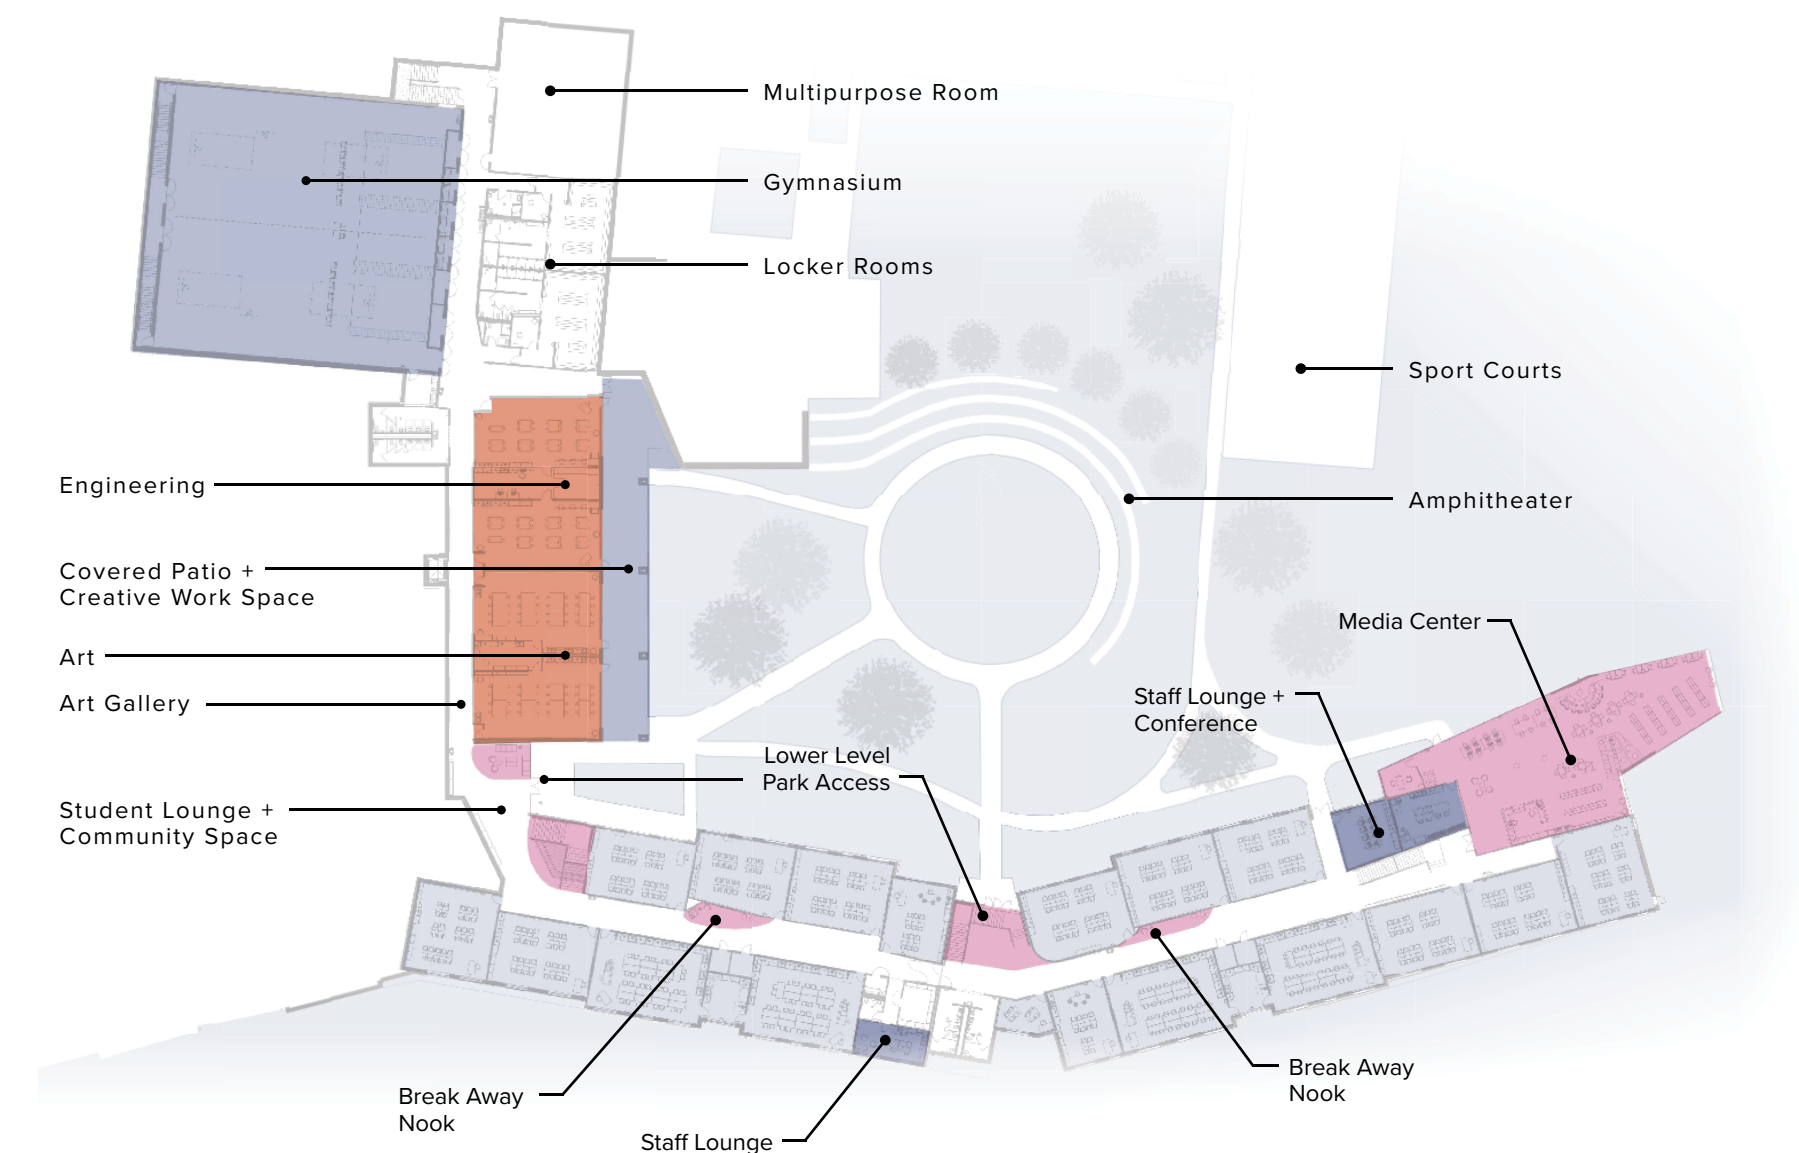 Multipurpose Room
Gymnasium
Locker Rooms
Sport Courts
Engineering
Amphitheater
Covered Patio +
Creative Work Space
Media Center
Art
Art Gallery
Staff Lounge +
Conference
Lower Level
Park Access
Student Lounge +
Community Space
Break Away
Nook
Break Away
Nook
Staff Lounge